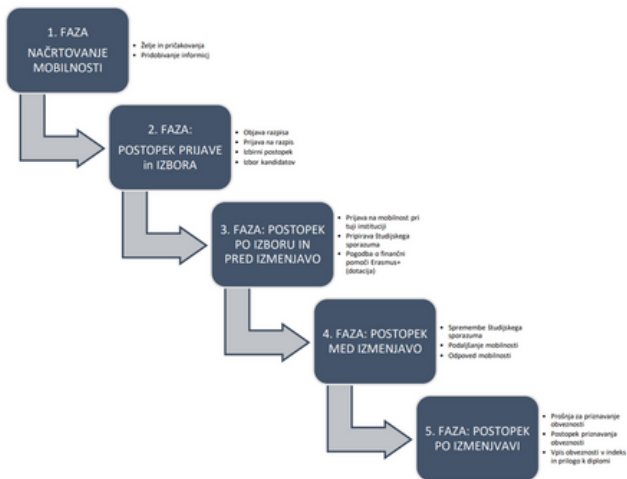 1. FAZA
NAČRTOVANJE
MOBILNOSTI
• Želje in pričakovanja
• Pridobivanje informicj
2. FAZA:
POSTOPEK PRIJAVE
in IZBORA
• Objava razpisa
• Prijava na razpis
• Izbirni postopek
• Izbor kandidatov
3. FAZA: POSTOPEK
PO IZBORU IN
PRED IZMENJAVO
• Prijava na mobilnost pri
tuji instituciji
• Pripirava študijskega
sporazuma
• Pogodba o finančni
pomoči Erasmus+
(dotacija)
4. FAZA: POSTOPEK
MED IZMENJAVO
• Spremembe študijskega
sporazuma
• Podaljšanje mobilnosti
• Odpoved mobilnosti
5. FAZA: POSTOPEK
PO IZMENJVAVI
• Prošnja za priznavanje
obveznosti
• Postopek priznavanja
obveznosti
• Vpis obveznosti v indeks
in prilogo k diplomi